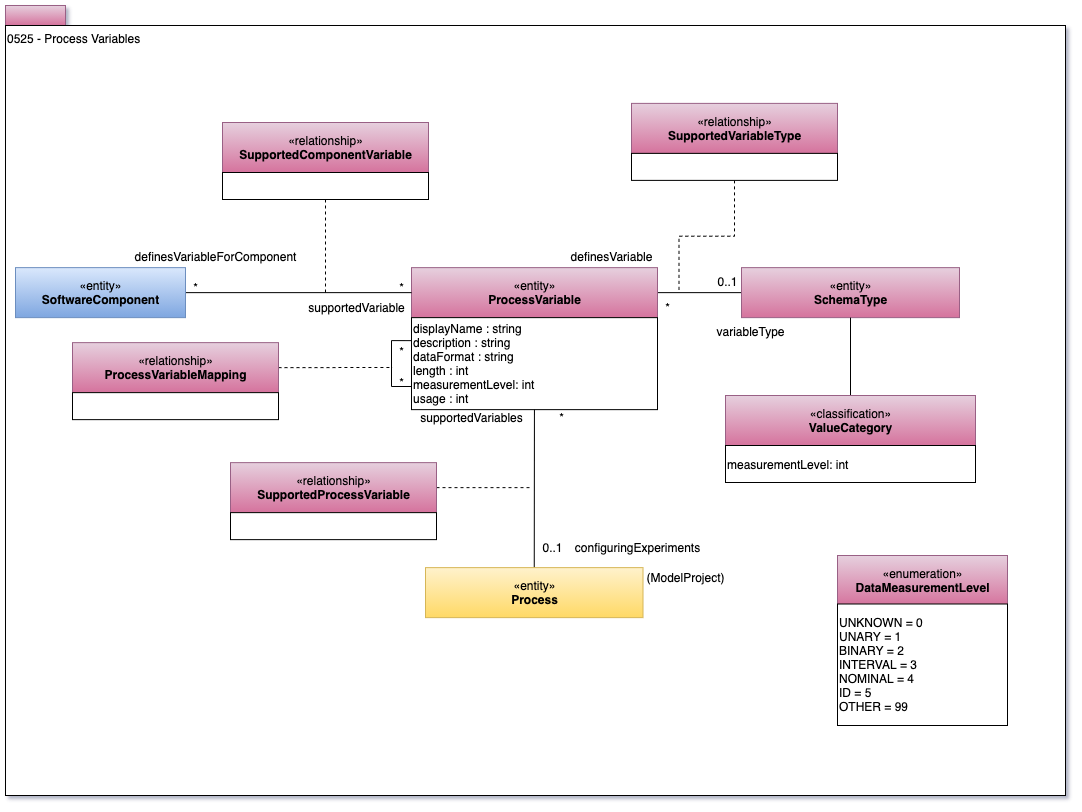 0525 - Process Variables
«relationship»
SupportedVariableType
«relationship»
SupportedComponentVariable
definesVariableForComponent
definesVariable
«entity»
SoftwareComponent
*
*
supportedVariable
«entity»
ProcessVariable
displayName : string
description : string
dataFormat : string
length : int
measurementLevel: int
usage : int
*
0..1
«entity»
SchemaType
variableType
«relationship»
ProcessVariableMapping
*
*
supportedVariables
*
«classification»
ValueCategory
measurementLevel: int
«relationship»
SupportedProcessVariable
0..1 configuringExperiments
«entity»
Process
(ModelProject)
«enumeration»
DataMeasurementLevel
UNKNOWN = 0
UNARY = 1
BINARY = 2
INTERVAL = 3
NOMINAL = 4
ID = 5
OTHER = 99